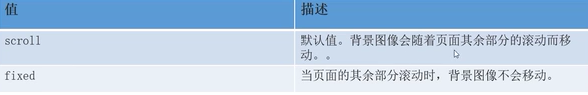 值 描述
scroll 默认值。背景图像会随着页面其余部分的滚动而移
动。。
fixed 当页面的其余部分滚动时，背景图像不会移动。